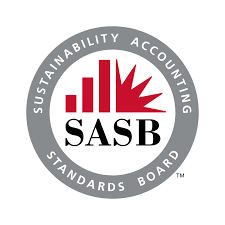 SUSTAINABILITY ACCOUNTING
SASB
STANDARDS BOARD
TM